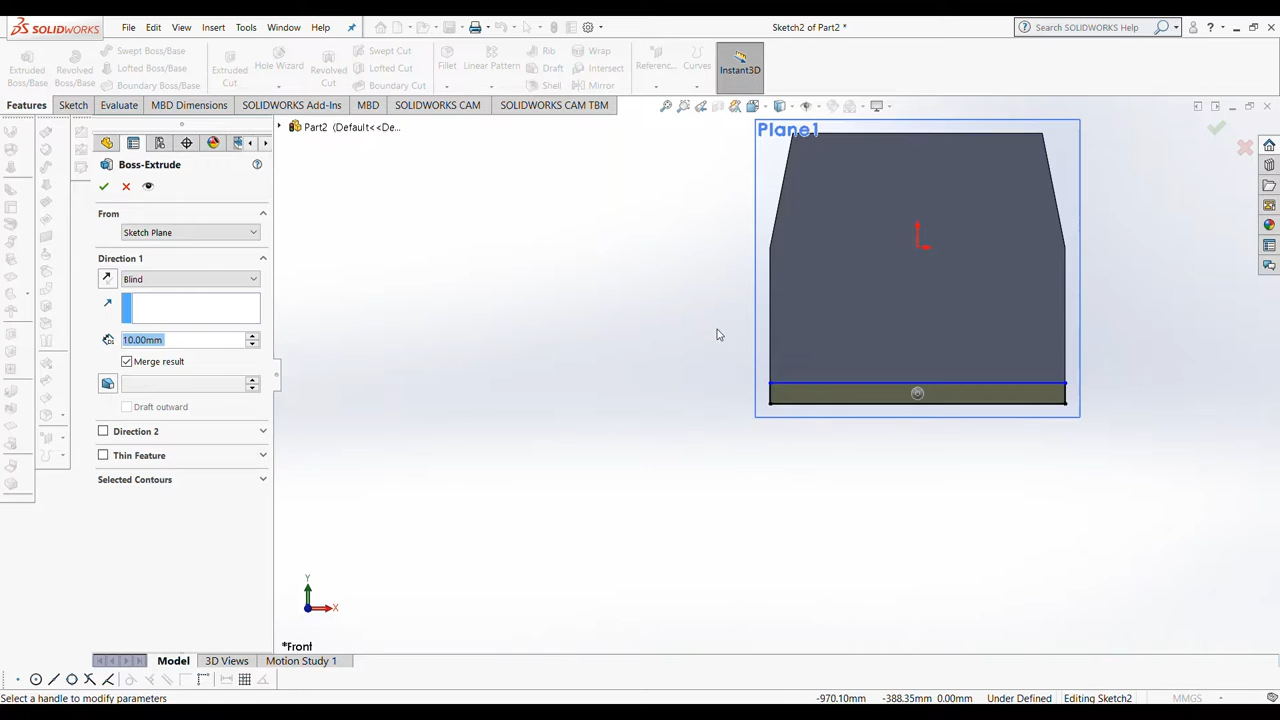 SOLIDWORKS File Edit View Insert Tools Window Help Sketch2 of Part2 * Search SOLIDWORKS Help
Extruded Boss/Base Revolved Boss/Base Swept Boss/Base Lofted Boss/Base Boundary Boss/Base Extruded Cut Hole Wizard Revolved Cut Swept Cut Lofted Cut Boundary Cut Fillet Linear Pattern Rib Draft Shell Wrap Intersect Mirror Referenc... Curves Instant3D
Features Sketch Evaluate MBD Dimensions SOLIDWORKS Add-Ins MBD SOLIDWORKS CAM SOLIDWORKS CAM TBM
Part2 (Default<<De...
Plane1
Boss-Extrude
From
Sketch Plane
Direction 1
Blind
10.00mm
Merge result
Draft outward
Direction 2
Thin Feature
Selected Contours
Y
X
*Front
Model 3D Views Motion Study 1
Select a handle to modify parameters -970.10mm -388.35mm 0.00mm Under Defined Editing Sketch2 MMGS